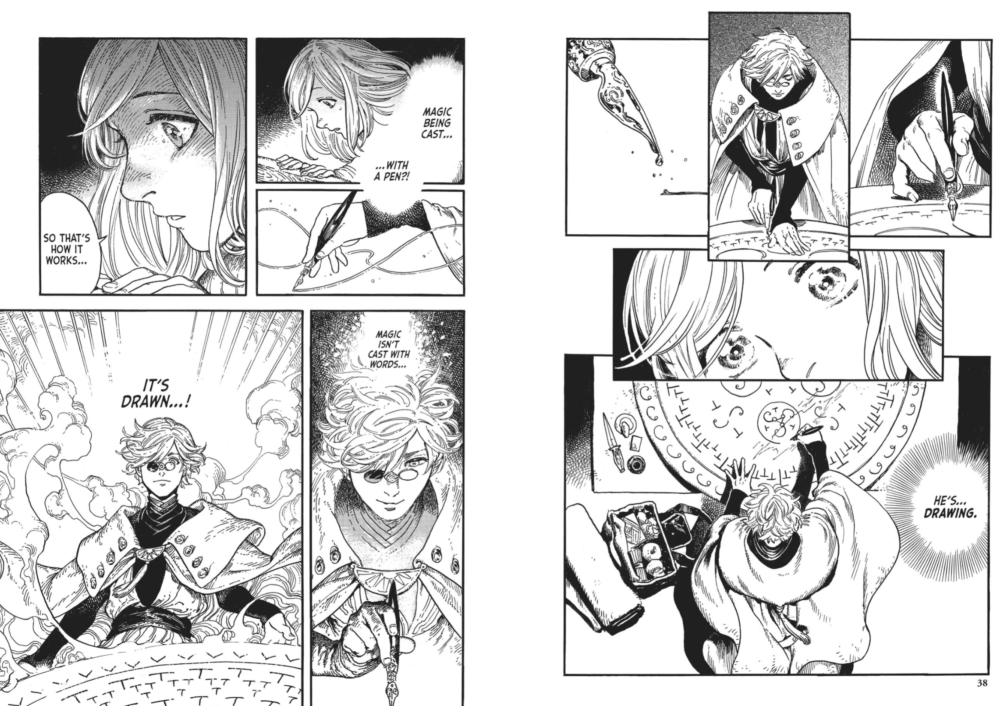 HE'S...
DRAWING.
38
MAGIC
BEING
CAST...
...WITH
A PEN?!
SO THAT'S
HOW IT
WORKS...
MAGIC
ISN'T
CAST WITH
WORDS...
IT'S
DRAWN...!